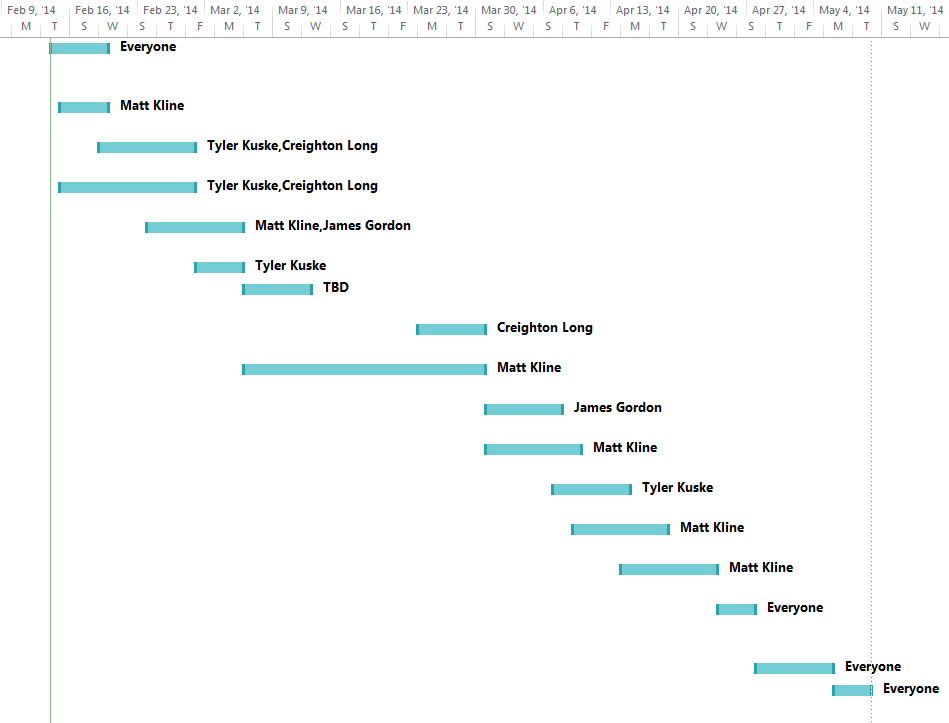 Feb 9, '14 Feb 16, '14 Feb 23, '14 Mar 2, '14 Mar 9, '14 Mar 16, '14 Mar 23, '14 Mar 30, '14 Apr 6, '14 Apr 13, '14 Apr 20, '14 Apr 27, '14 May 4, '14 May 11, '14
M T S W S T F M T S W S T F M T S W S T F M T S W S T F M T S W
Everyone
Matt Kline
Tyler Kuske,Creighton Long
Tyler Kuske,Creighton Long
Matt Kline,James Gordon
Tyler Kuske
TBD
Creighton Long
Matt Kline
James Gordon
Matt Kline
Tyler Kuske
Matt Kline
Matt Kline
Everyone
Everyone
Everyone